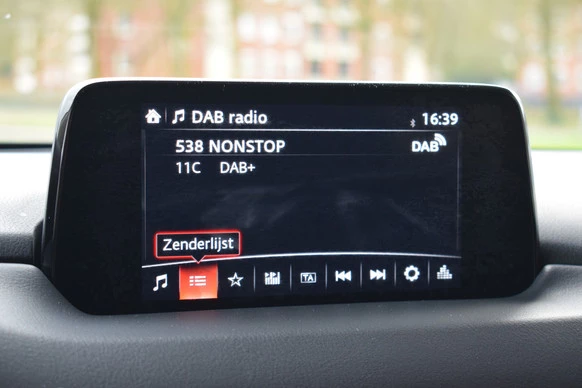 DAB radio 16:39
538 NONSTOP DAB
11C DAB+
Zenderlijst
TA